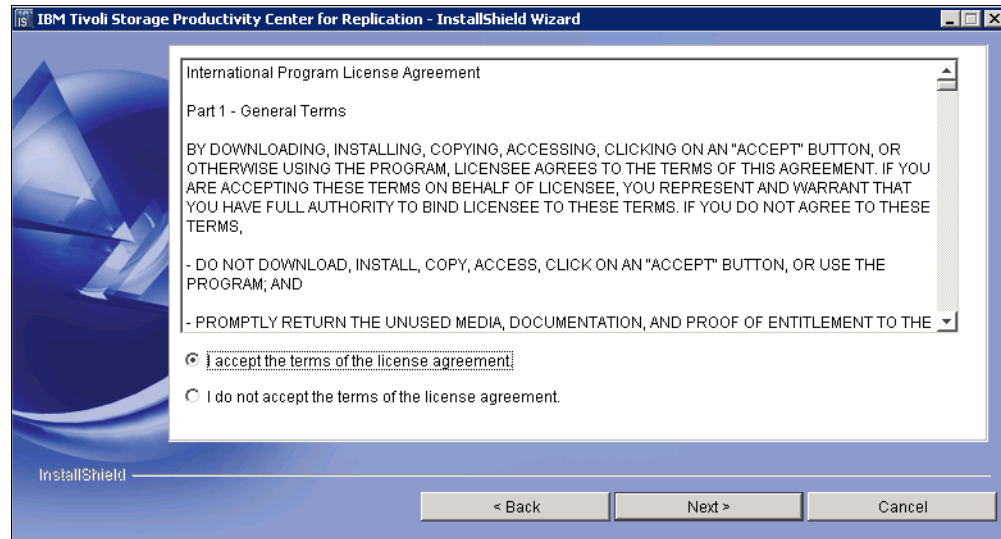 IBM Tivoli Storage Productivity Center for Replication - InstallShield Wizard
International Program License Agreement
Part 1 - General Terms
BY DOWNLOADING, INSTALLING, COPYING, ACCESSING, CLICKING ON AN "ACCEPT" BUTTON, OR
OTHERWISE USING THE PROGRAM, LICENSEE AGREES TO THE TERMS OF THIS AGREEMENT. IF YOU
ARE ACCEPTING THESE TERMS ON BEHALF OF LICENSEE, YOU REPRESENT AND WARRANT THAT
YOU HAVE FULL AUTHORITY TO BIND LICENSEE TO THESE TERMS. IF YOU DO NOT AGREE TO THESE
TERMS,
- DO NOT DOWNLOAD, INSTALL, COPY, ACCESS, CLICK ON AN "ACCEPT" BUTTON, OR USE THE
PROGRAM; AND
- PROMPTLY RETURN THE UNUSED MEDIA, DOCUMENTATION, AND PROOF OF ENTITLEMENT TO THE
I accept the terms of the license agreement.
I do not accept the terms of the license agreement.
InstallShield
< Back
Next >
Cancel